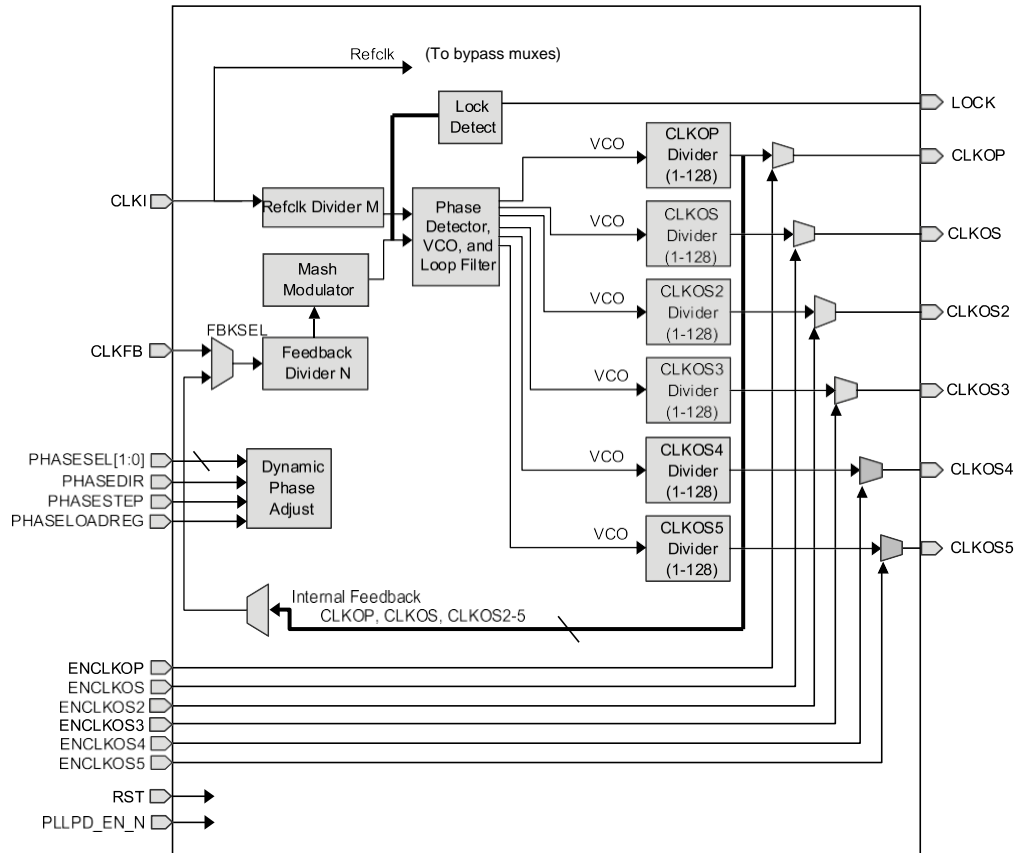 Refclk (To bypass muxes)
Lock
Detect
LOCK
VCO
CLKOP
Divider
(1-128)
CLKOP
CLKI
Refclk Divider M
Phase
Detector,
VCO, and
Loop Filter
VCO
CLKOS
Divider
(1-128)
CLKOS
Mash
Modulator
VCO
CLKOS2
Divider
(1-128)
CLKOS2
FBKSEL
CLKFB
Feedback
Divider N
VCO
CLKOS3
Divider
(1-128)
CLKOS3
PHASESEL[1:0]
PHASEDIR
PHASESTEP
PHASELOADREG
Dynamic
Phase
Adjust
VCO
CLKOS4
Divider
(1-128)
CLKOS4
VCO
CLKOS5
Divider
(1-128)
CLKOS5
Internal Feedback
CLKOP, CLKOS, CLKOS2-5
ENCLKOP
ENCLKOS
ENCLKOS2
ENCLKOS3
ENCLKOS4
ENCLKOS5
RST
PLLPD_EN_N